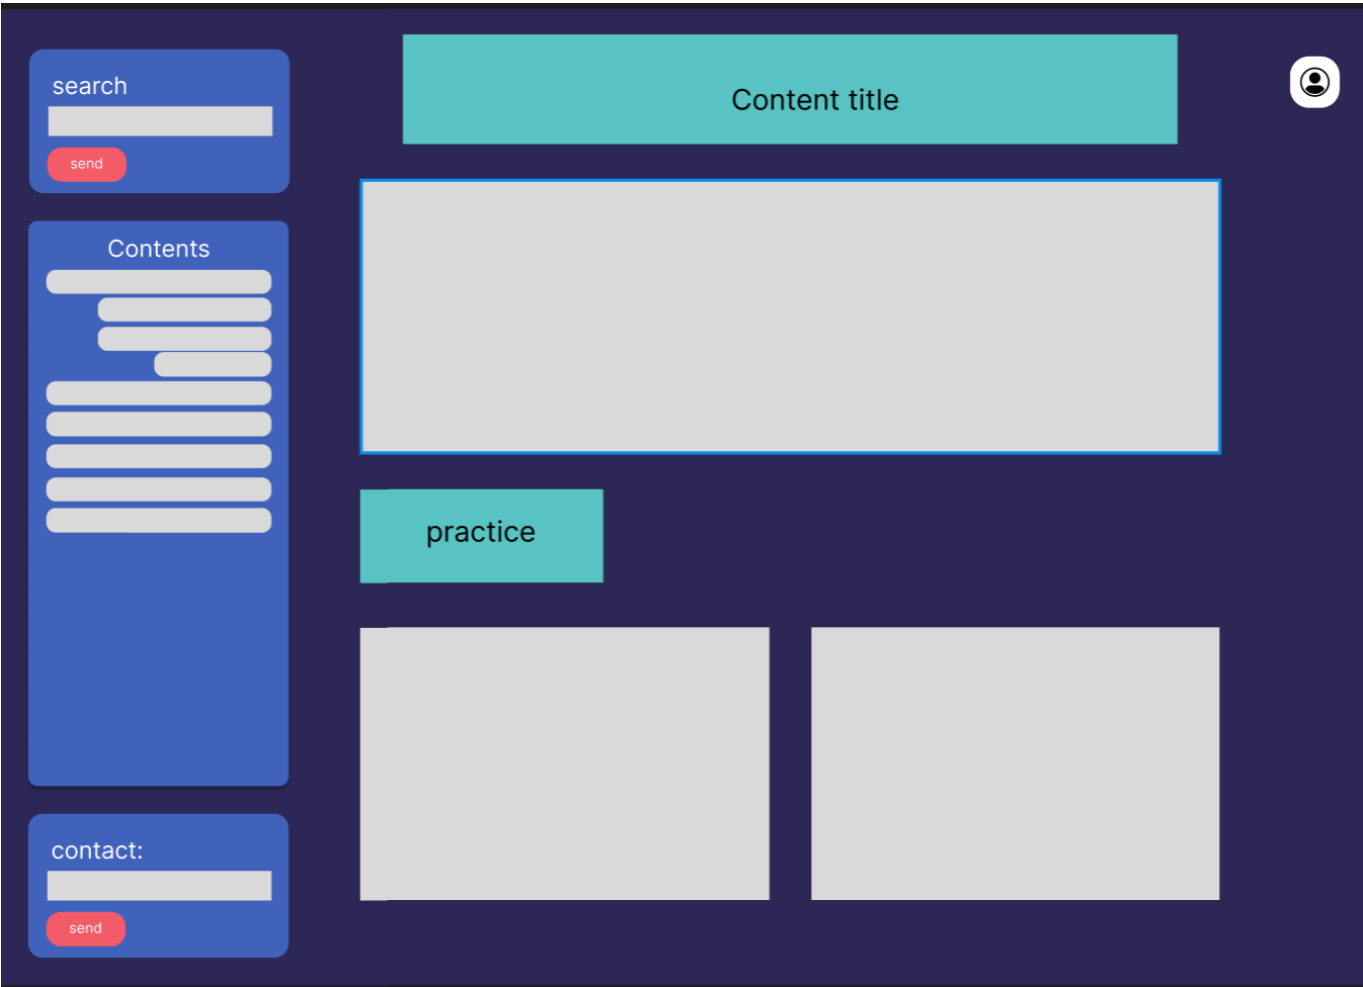 search
send
Contents
contact:
send
Content title
practice